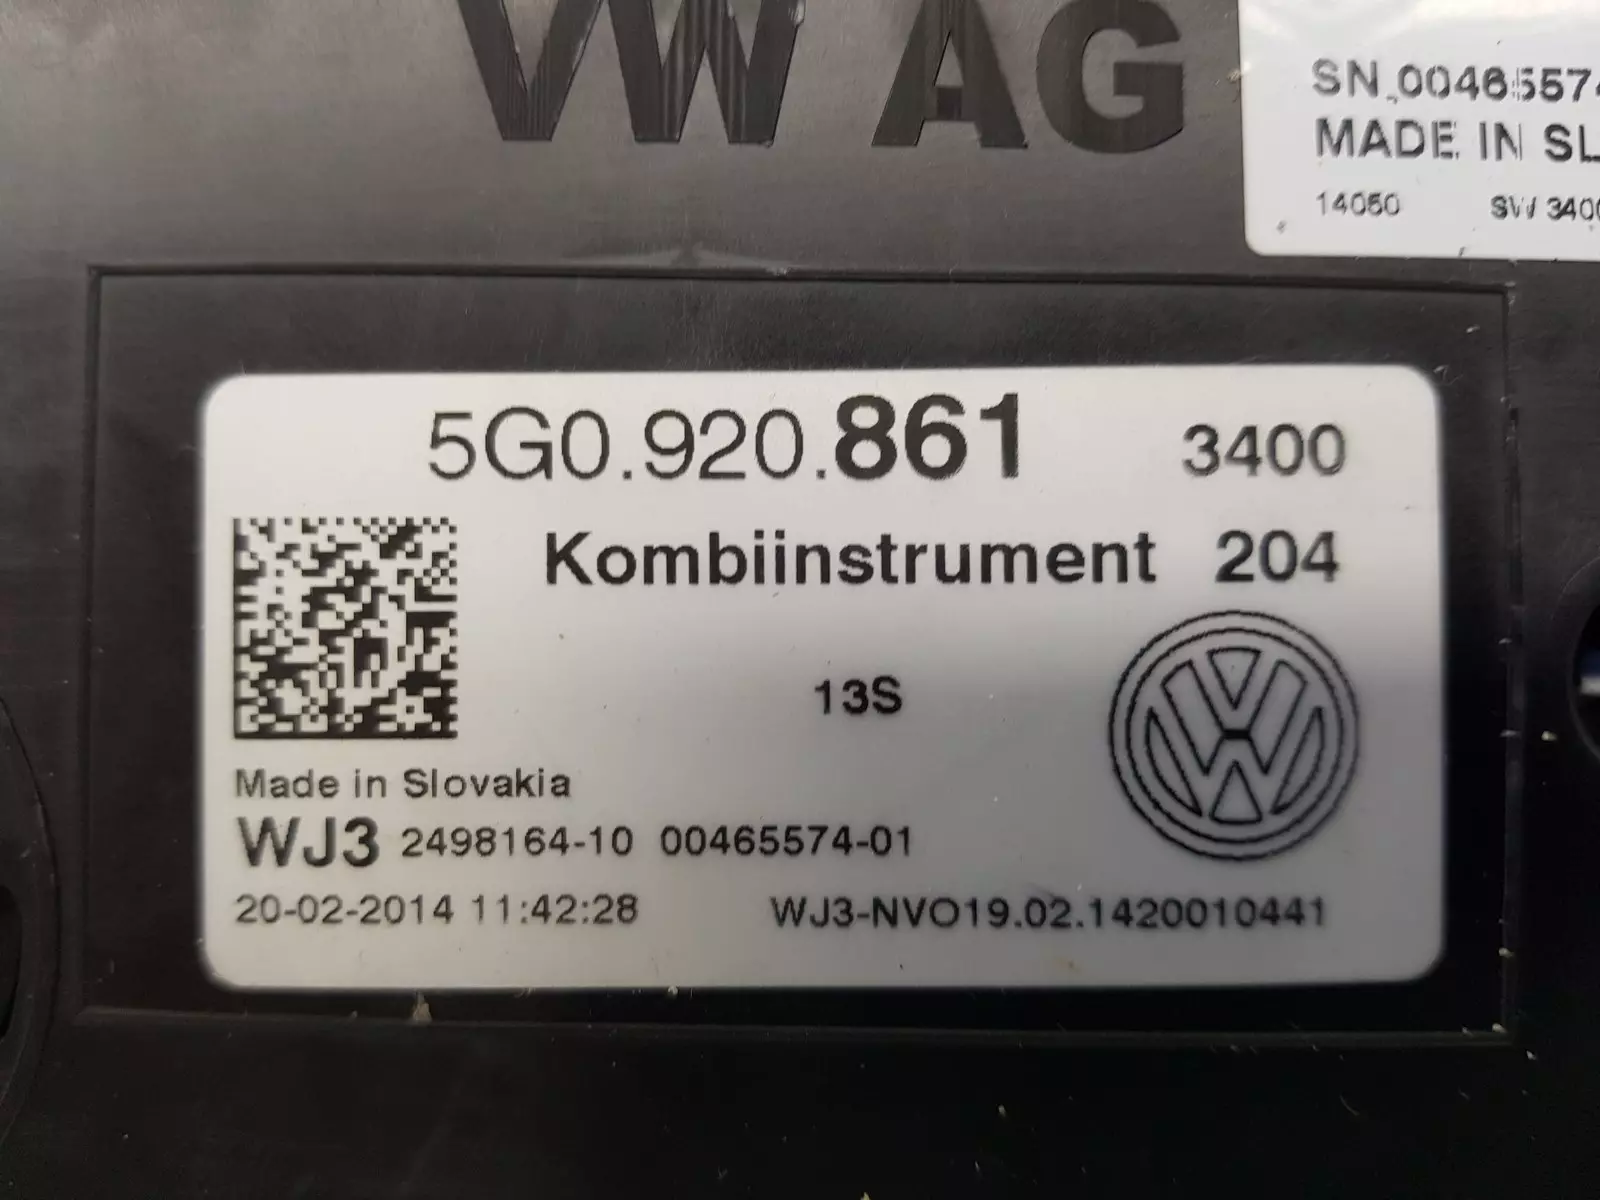 VW AG
SN.00465574
MADE IN SL
14050 SW 340
5G0.920.861 3400
Kombiinstrument 204
13S
Made in Slovakia
WJ3 2498164-10 00465574-01
20-02-2014 11:42:28 WJ3-NVO19.02.1420010441